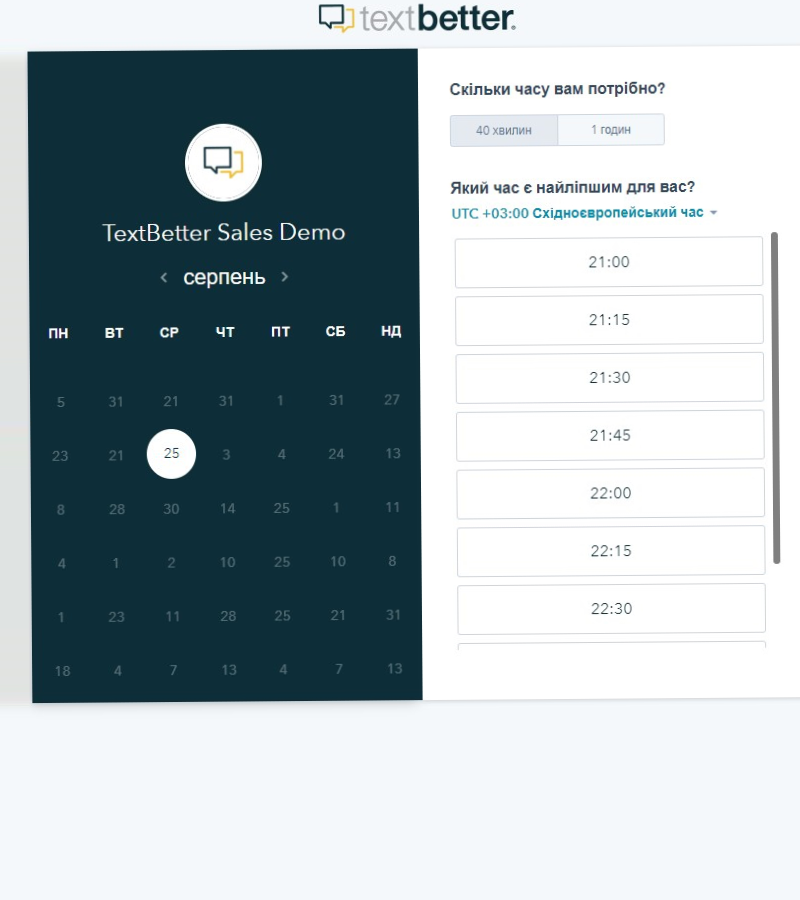 textbetter.
TextBetter Sales Demo
‹ серпень ›
ПН ВТ СР ЧТ ПТ СБ НД
5 31 21 31 1 31 27
23 21 25 3 4 24 13
8 28 30 14 25 1 11
4 1 2 10 25 10 8
1 23 11 28 25 21 31
18 4 7 13 4 7 13
Скільки часу вам потрібно?
40 хвилин 1 годин
Який час є найліпшим для вас?
UTC +03:00 Східноєвропейський час
21:00
21:15
21:30
21:45
22:00
22:15
22:30